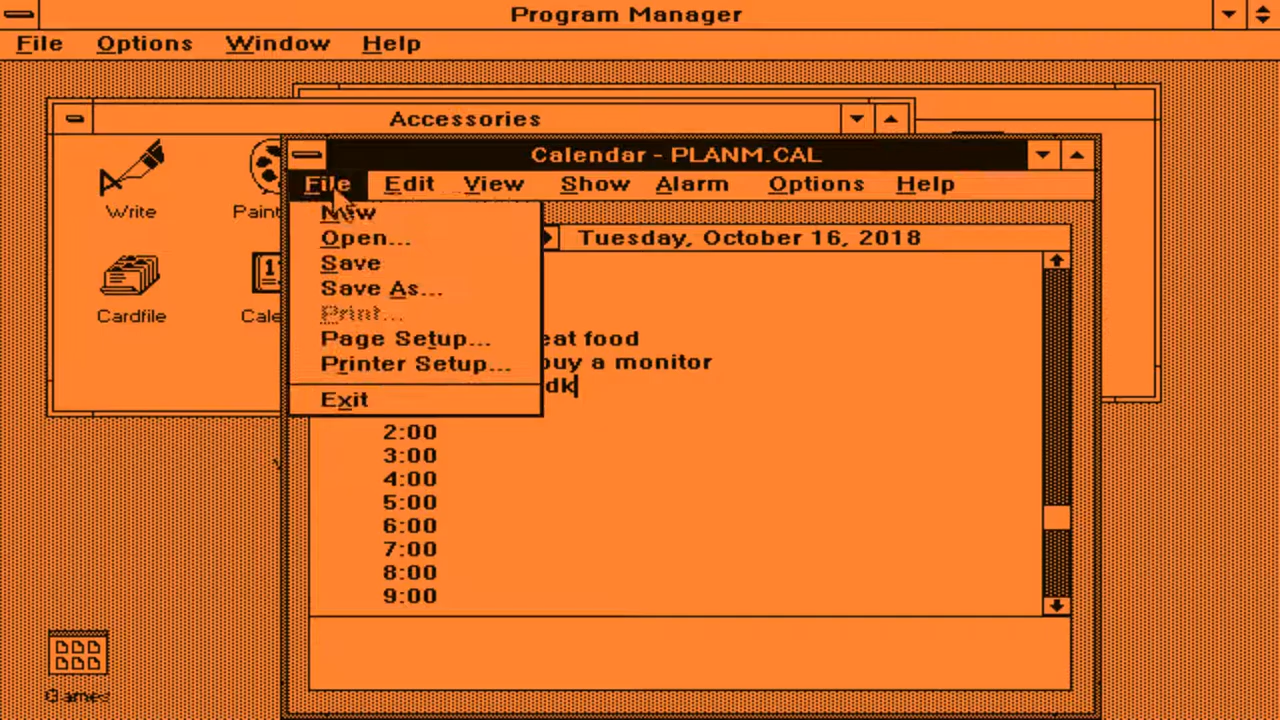 Program Manager
File Options Window Help
Accessories
Write
Paint
Cardfile
Cale
Games
Calendar - PLANM.CAL
File Edit View Show Alarm Options Help
New
Open...
Save
Save As...
Print...
Page Setup...
Printer Setup...
Exit
Tuesday, October 16, 2018
eat food
buy a monitor
dk
2:00
3:00
4:00
5:00
6:00
7:00
8:00
9:00